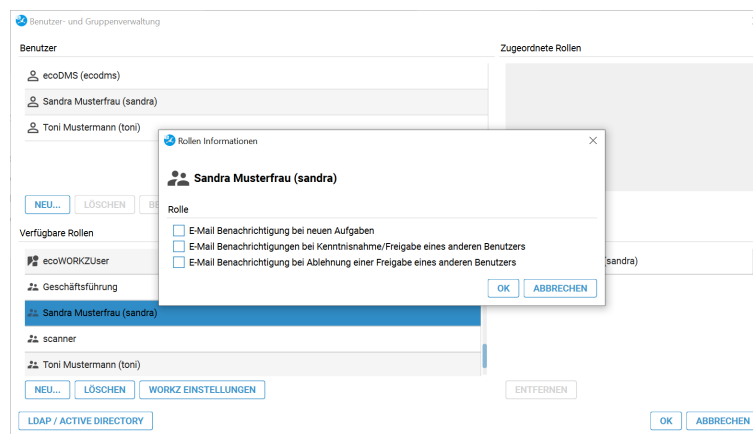 Benutzer- und Gruppenverwaltung
Benutzer
Zugeordnete Rollen
ecoDMS (ecodms)
Sandra Musterfrau (sandra)
Toni Mustermann (toni)
Rollen Informationen
Sandra Musterfrau (sandra)
Rolle
E-Mail Benachrichtigung bei neuen Aufgaben
E-Mail Benachrichtigungen bei Kenntnisnahme/Freigabe eines anderen Benutzers
E-Mail Benachrichtigung bei Ablehnung einer Freigabe eines anderen Benutzers
OK ABBRECHEN
NEU... LÖSCHEN BE
Verfügbare Rollen
ecoWORKZUser
sandra)
Geschäftsführung
Sandra Musterfrau (sandra)
scanner
Toni Mustermann (toni)
NEU... LÖSCHEN WORKZ EINSTELLUNGEN
ENTFERNEN
LDAP / ACTIVE DIRECTORY
OK ABBRECHEN